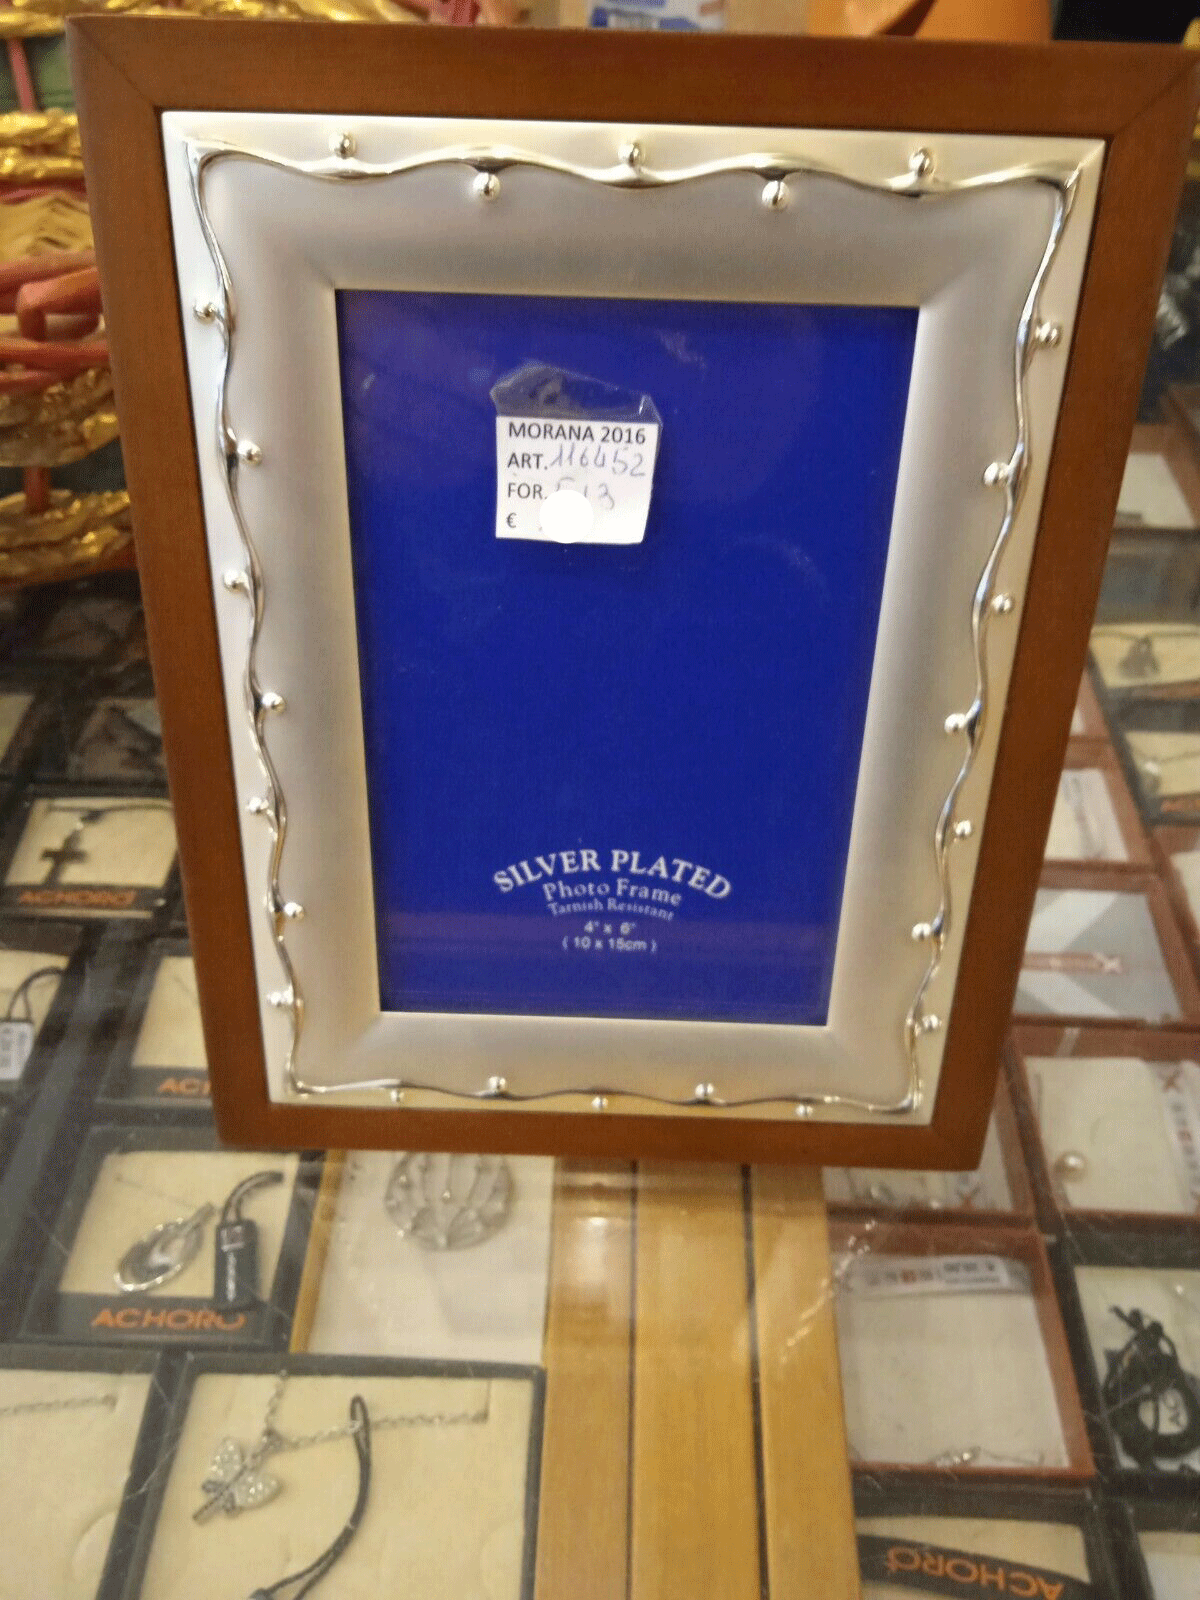 MORANA 2016
ART. 116452
FOR.
€
SILVER PLATED
Photo Frame
Tarnish Resistant
4" x 6"
( 10 x 15cm )
ACHORO
ACHORO
ACHORO